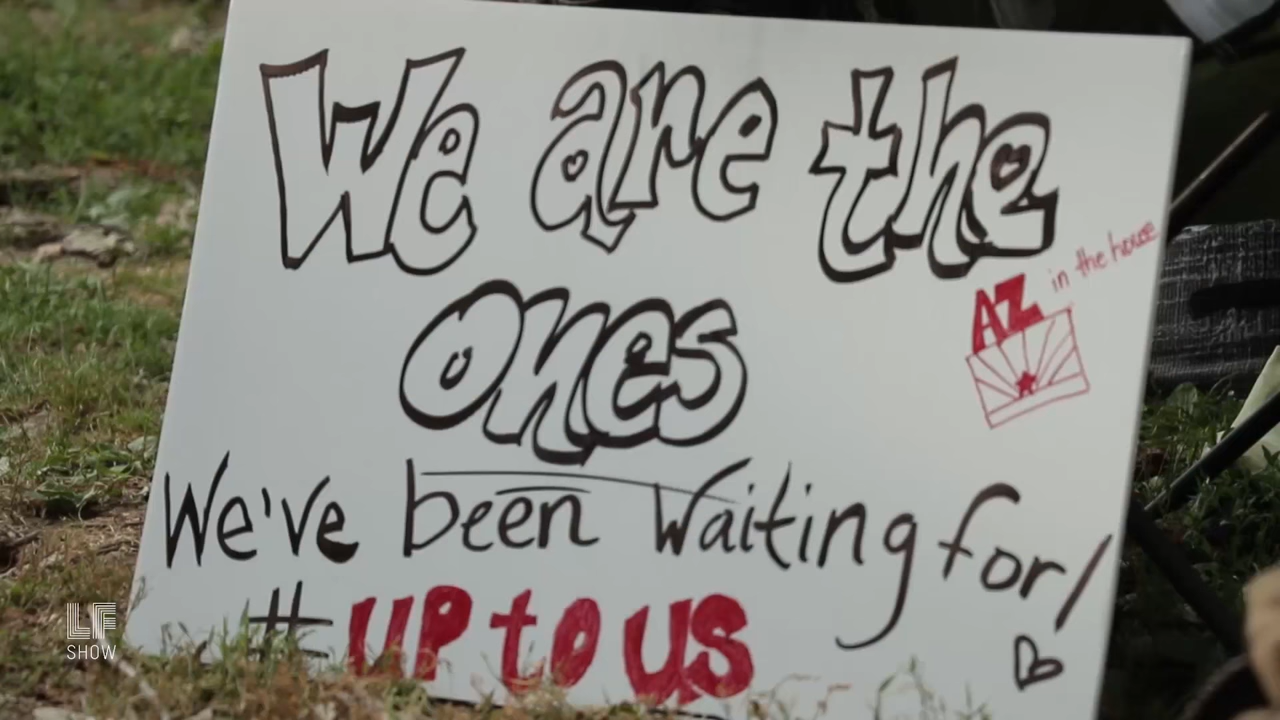 We are the
ones
AZ in the house
We've been Waiting for!
#UP to US
LF
SHOW